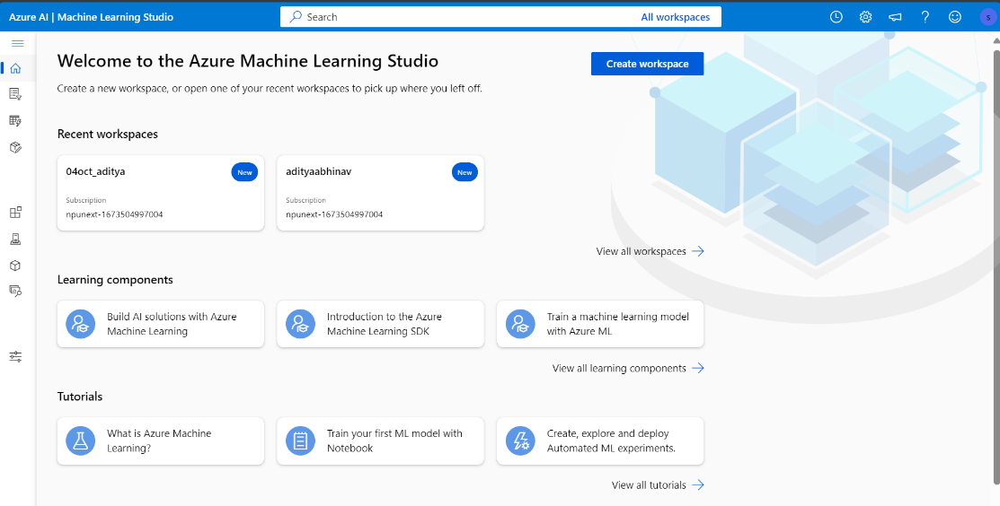 Azure AI | Machine Learning Studio
Search
All workspaces
S
Welcome to the Azure Machine Learning Studio
Create workspace
Create a new workspace, or open one of your recent workspaces to pick up where you left off.
Recent workspaces
04oct_aditya
New
Subscription
npunext-1673504997004
adityaabhinav
New
Subscription
npunext-1673504997004
View all workspaces
Learning components
Build AI solutions with Azure
Machine Learning
Introduction to the Azure
Machine Learning SDK
Train a machine learning model
with Azure ML
View all learning components
Tutorials
What is Azure Machine
Learning?
Train your first ML model with
Notebook
Create, explore and deploy
Automated ML experiments.
View all tutorials